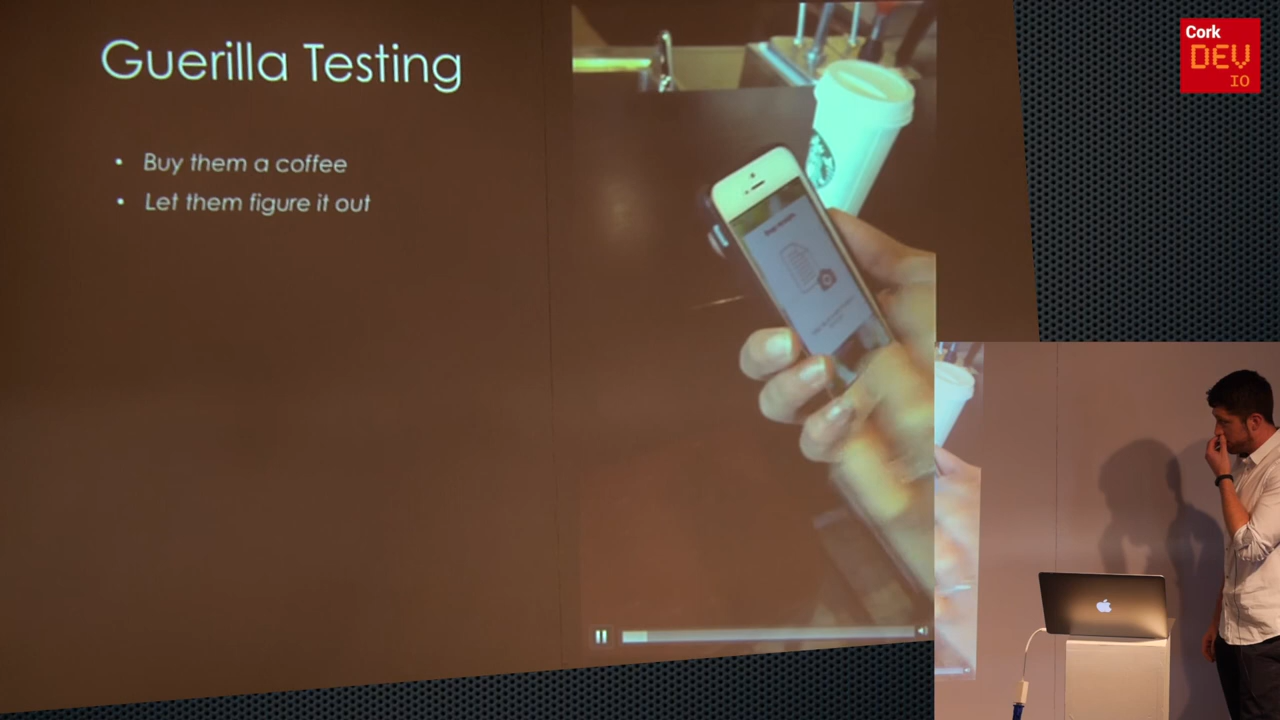 Guerilla Testing
• Buy them a coffee
• Let them figure it out
Cork
DEV
IO